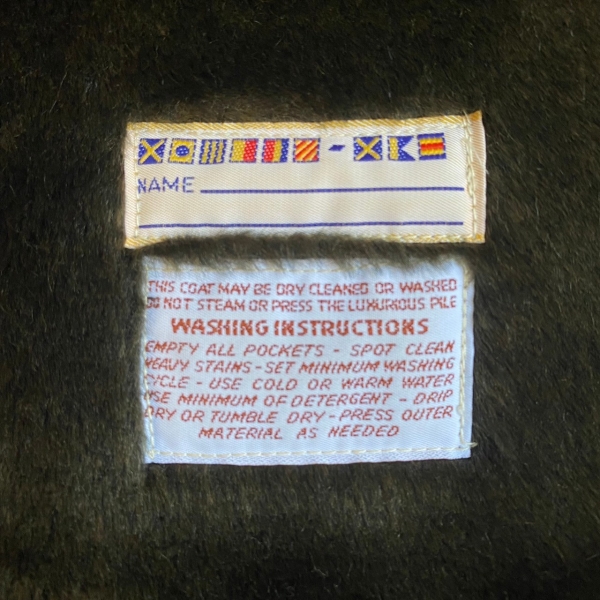 NAME
THIS COAT MAY BE DRY CLEANED OR WASHED
DO NOT STEAM OR PRESS THE LUXURIOUS PILE
WASHING INSTRUCTIONS
EMPTY ALL POCKETS - SPOT CLEAN
HEAVY STAINS - SET MINIMUM WASHING
CYCLE - USE COLD OR WARM WATER
USE MINIMUM OF DETERGENT - DRIP
DRY OR TUMBLE DRY - PRESS OUTER
MATERIAL AS NEEDED